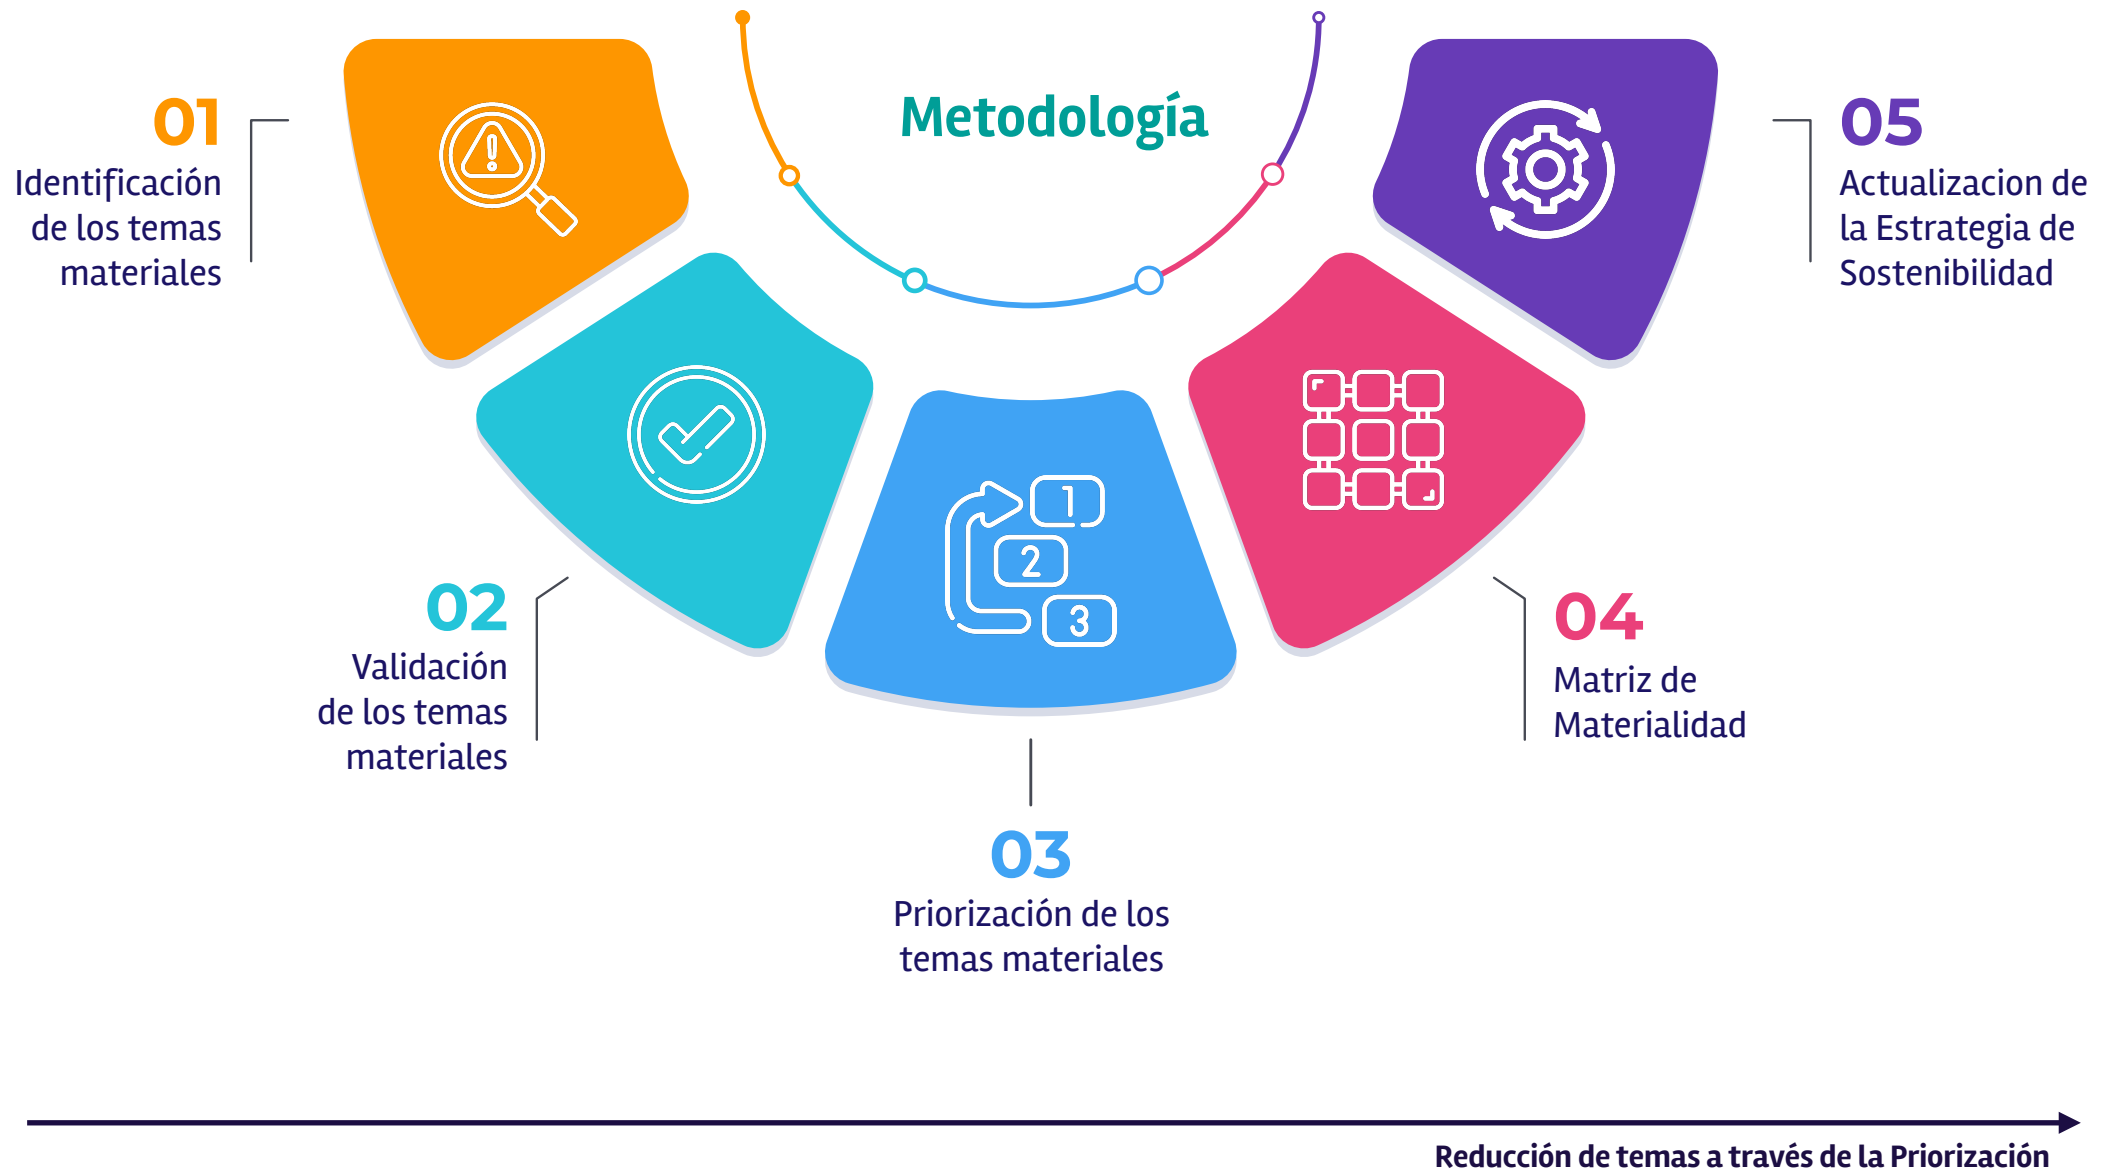 Metodología
01
Identificación
de los temas
materiales
02
Validación
de los temas
materiales
1
2
3
03
Priorización de los
temas materiales
04
Matriz de
Materialidad
05
Actualizacion de
la Estrategia de
Sostenibilidad
Reducción de temas a través de la Priorización